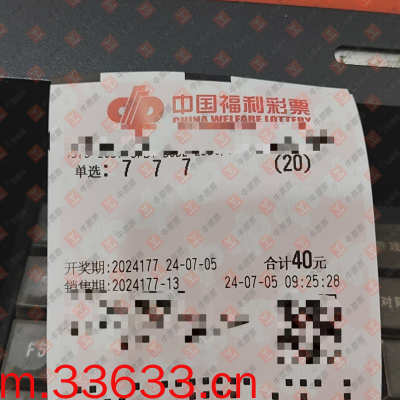 中国福利彩票
CHINA WELFARE LOTTERY
单选: 7 7 7 (20)
开奖期:2024177 24-07-05 合计40元
销售期:2024177-13 24-07-05 09:25:28
F5
m.33633.cn